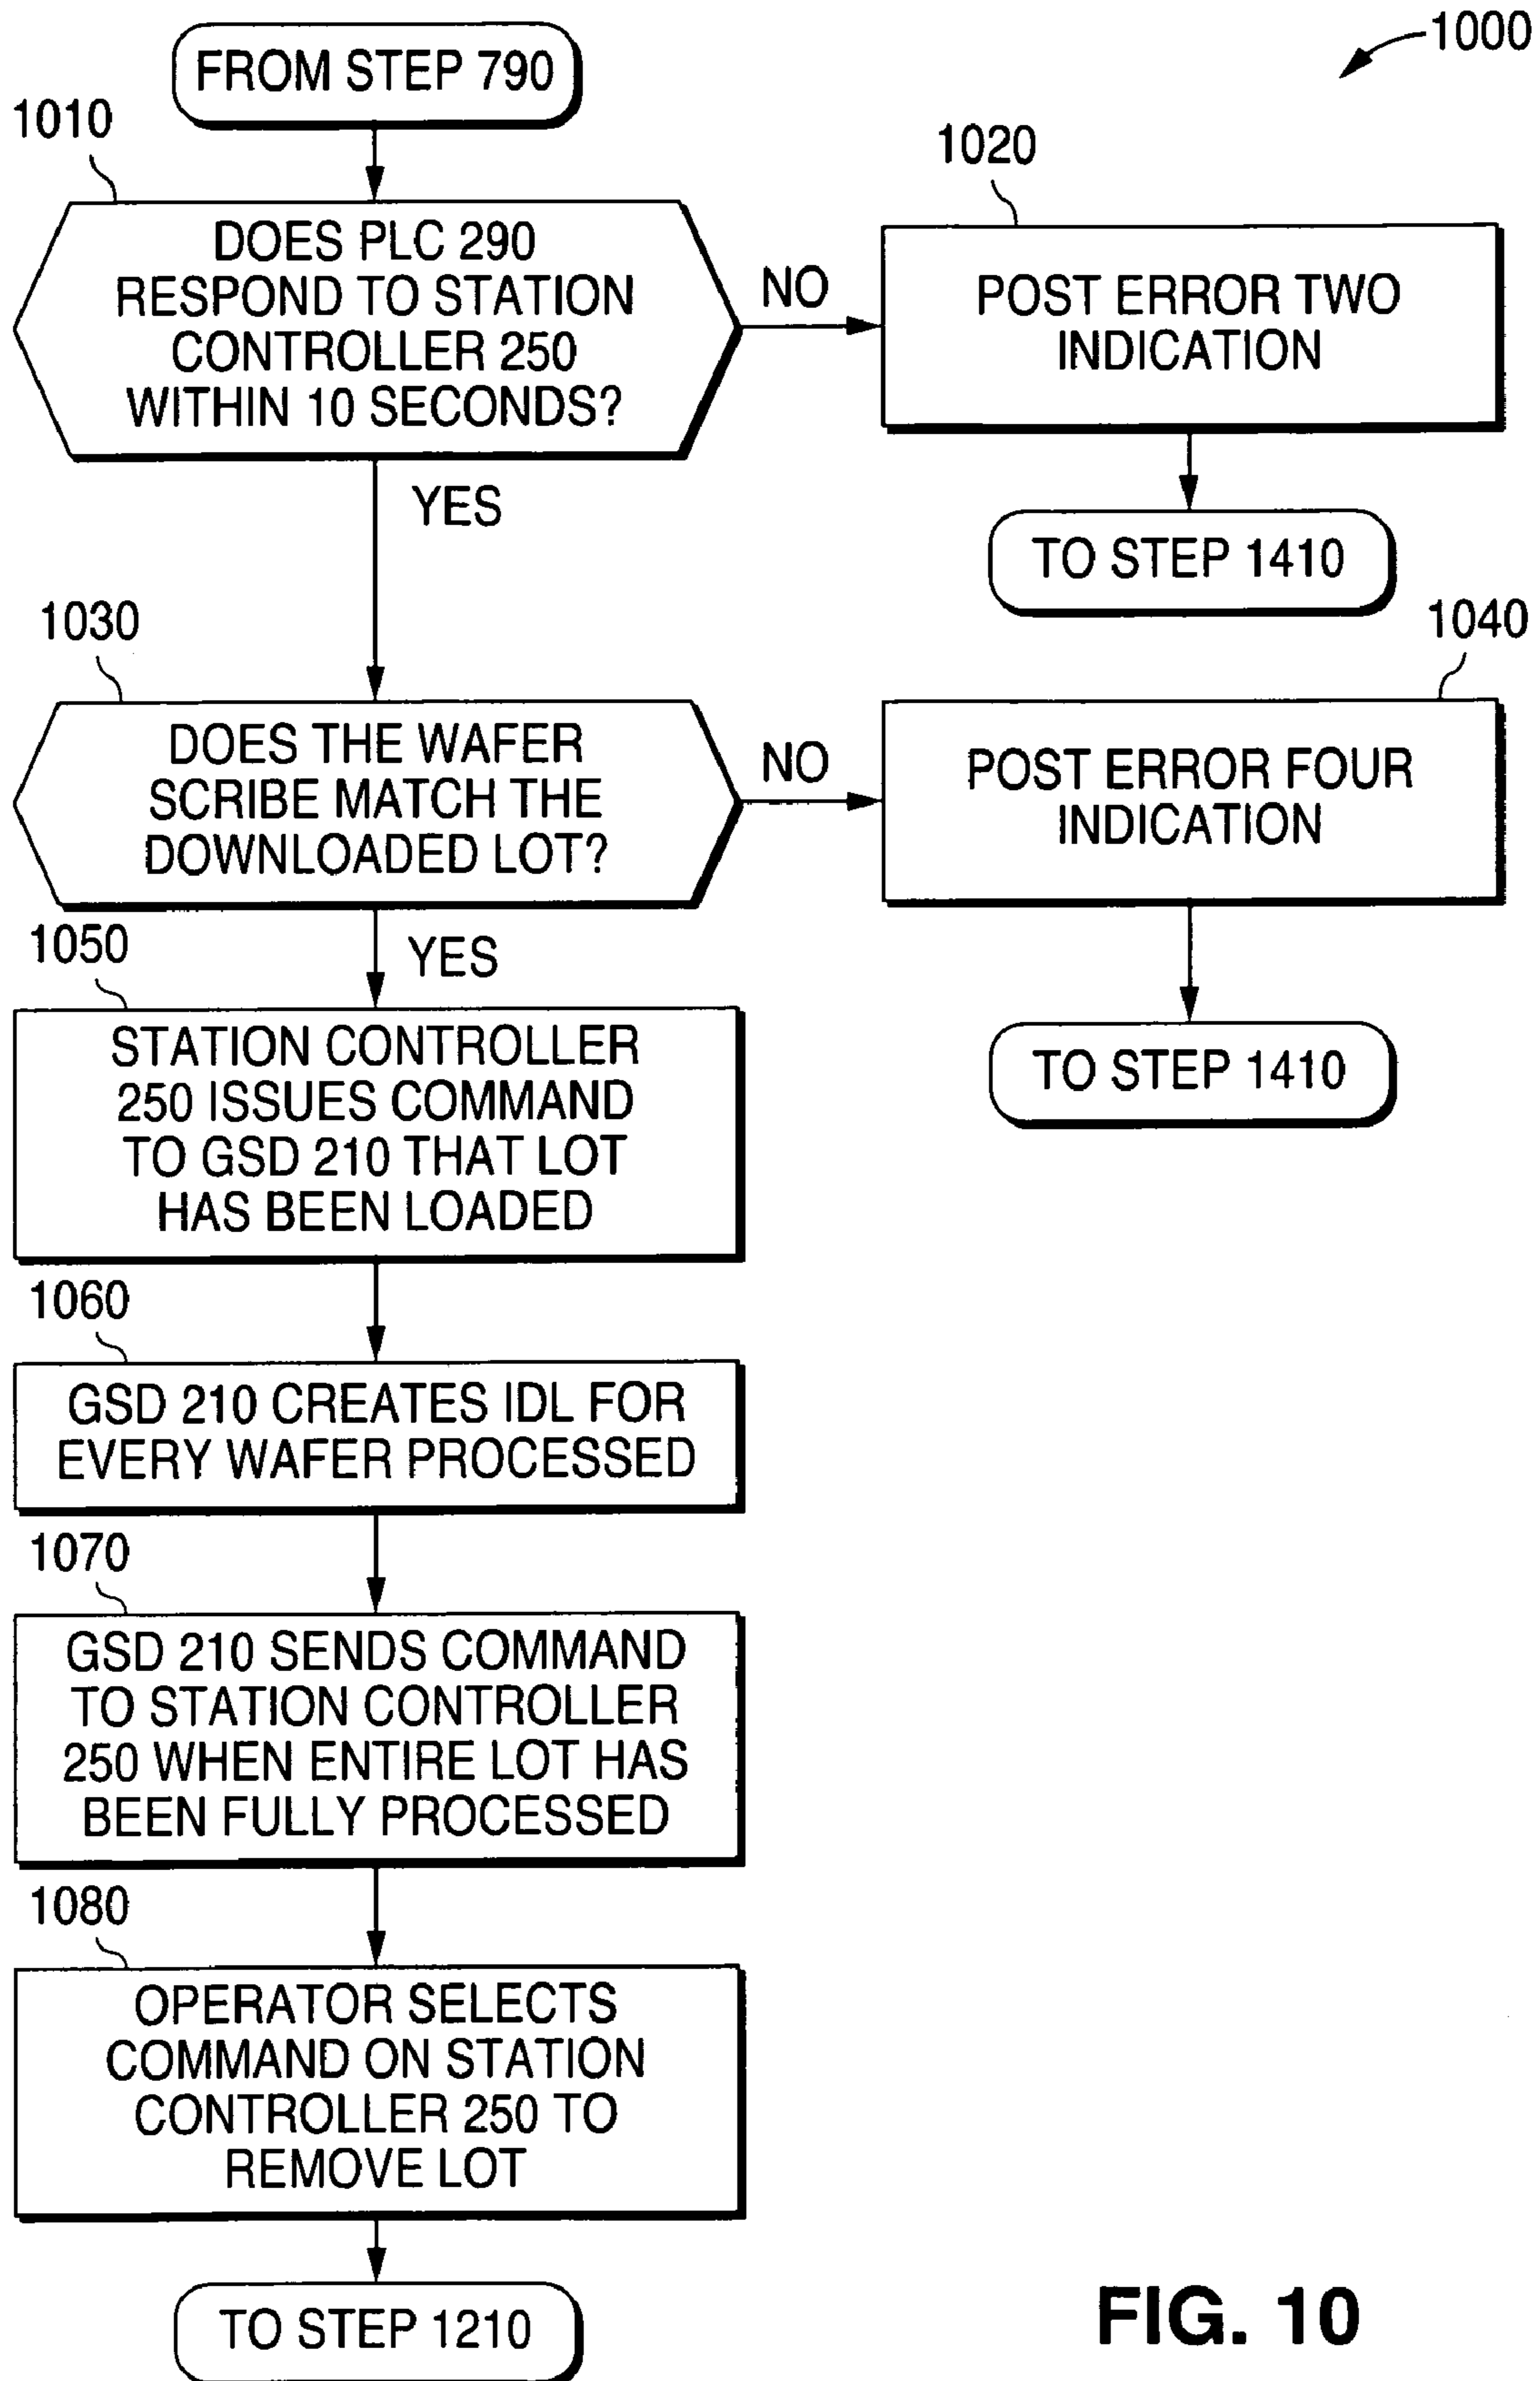 1000
FROM STEP 790
1010
DOES PLC 290
RESPOND TO STATION
CONTROLLER 250
WITHIN 10 SECONDS?
NO
1020
POST ERROR TWO
INDICATION
TO STEP 1410
YES
1030
DOES THE WAFER
SCRIBE MATCH THE
DOWNLOADED LOT?
NO
1040
POST ERROR FOUR
INDICATION
TO STEP 1410
YES
1050
STATION CONTROLLER
250 ISSUES COMMAND
TO GSD 210 THAT LOT
HAS BEEN LOADED
1060
GSD 210 CREATES IDL FOR
EVERY WAFER PROCESSED
1070
GSD 210 SENDS COMMAND
TO STATION CONTROLLER
250 WHEN ENTIRE LOT HAS
BEEN FULLY PROCESSED
1080
OPERATOR SELECTS
COMMAND ON STATION
CONTROLLER 250 TO
REMOVE LOT
TO STEP 1210
FIG. 10